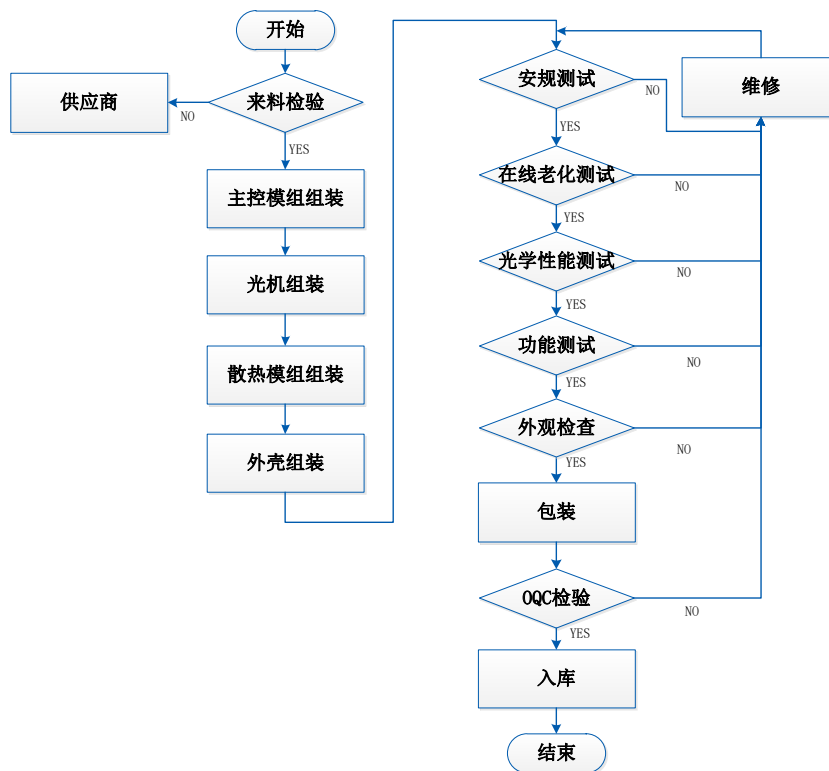 开始
来料检验
NO
供应商
YES
主控模组组装
光机组装
散热模组组装
外壳组装
安规测试
NO
维修
YES
在线老化测试
NO
YES
光学性能测试
NO
YES
功能测试
NO
YES
外观检查
NO
YES
包装
OQC检验
NO
YES
入库
结束